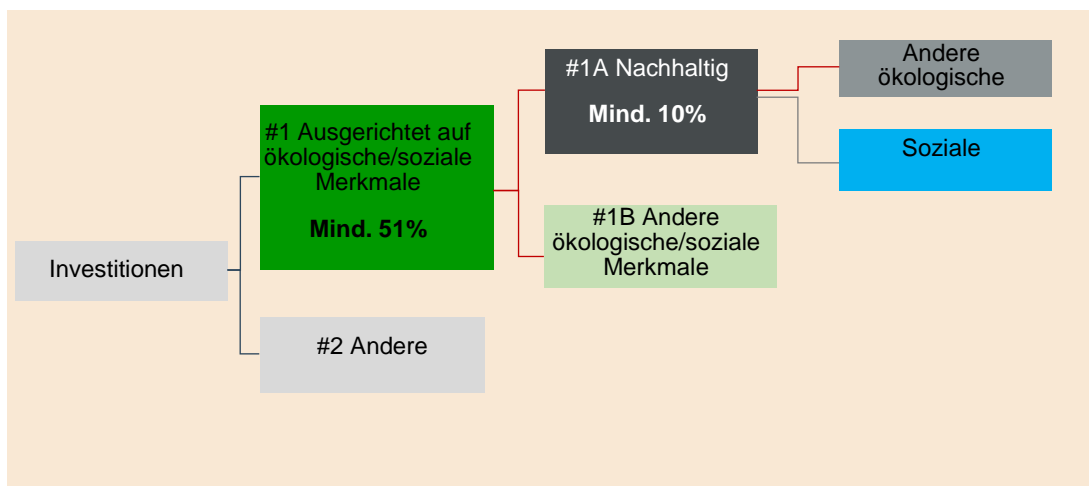 Investitionen
#1 Ausgerichtet auf
ökologische/soziale
Merkmale
Mind. 51%
#2 Andere
#1A Nachhaltig
Mind. 10%
#1B Andere
ökologische/soziale
Merkmale
Andere
ökologische
Soziale